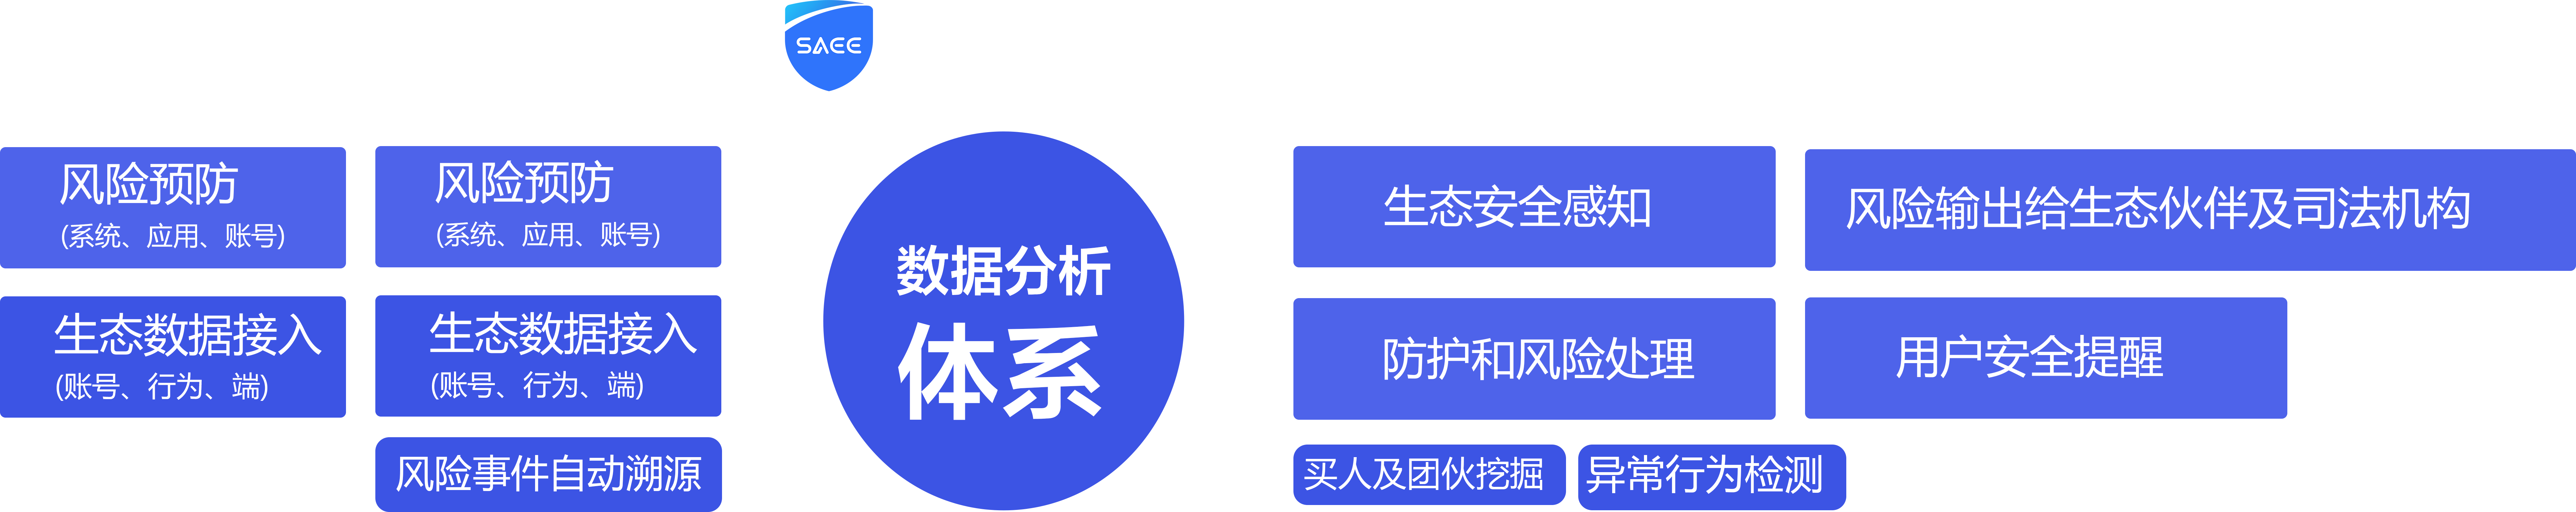 SAEE
风险预防
(系统、应用、账号)
风险预防
(系统、应用、账号)
生态数据接入
(账号、行为、端)
生态数据接入
(账号、行为、端)
风险事件自动溯源
数据分析
体系
生态安全感知
风险输出给生态伙伴及司法机构
防护和风险处理
用户安全提醒
买人及团伙挖掘
异常行为检测